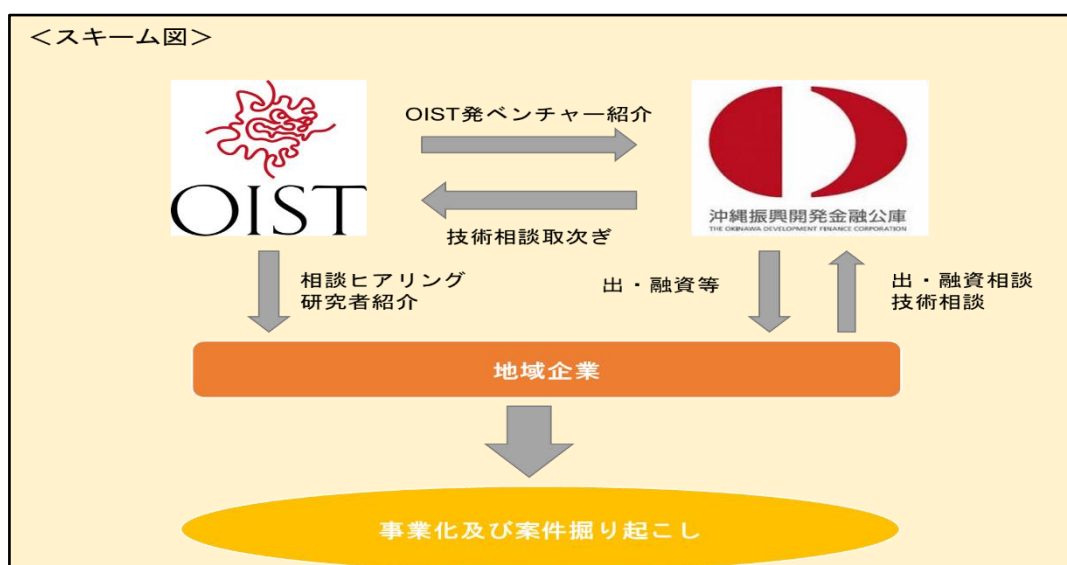 ＜スキーム図＞
OIST発ベンチャー紹介
OIST
沖縄振興開発金融公庫
THE OKINAWA DEVELOPMENT FINANCE CORPORATION
技術相談取次ぎ
相談ヒアリング
研究者紹介
出・融資等
出・融資相談
技術相談
地域企業
事業化及び案件掘り起こし